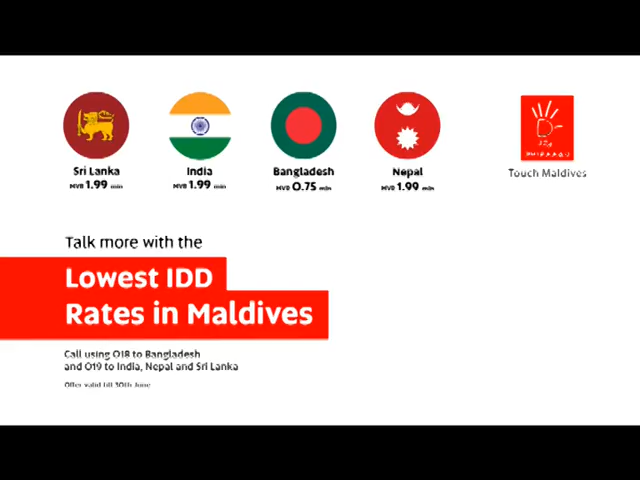 Sri Lanka
MVR 1.99 min
India
MVR 1.99 min
Bangladesh
MVR 0.75 min
Nepal
MVR 1.99 min
Touch Maldives
Talk more with the
Lowest IDD
Rates in Maldives
Call using 018 to Bangladesh
and 019 to India, Nepal and Sri Lanka
Offer valid till 30th June